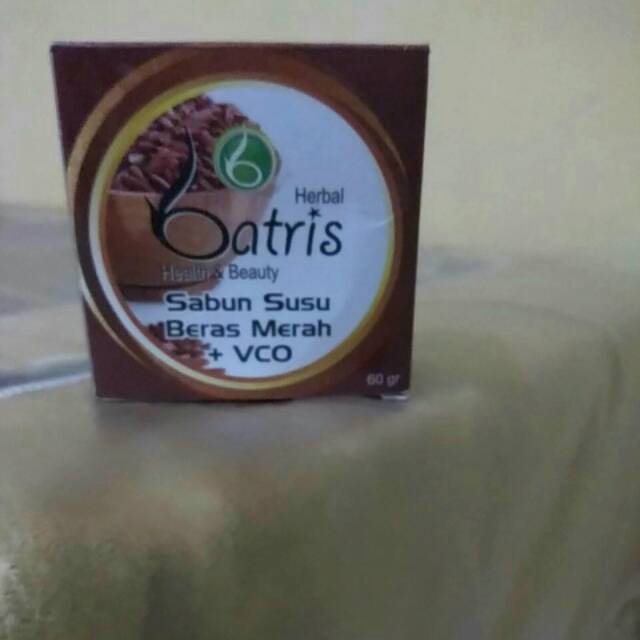 Herbal
batris
Health & Beauty
Sabun Susu
Beras Merah
+ VCO
60 gr